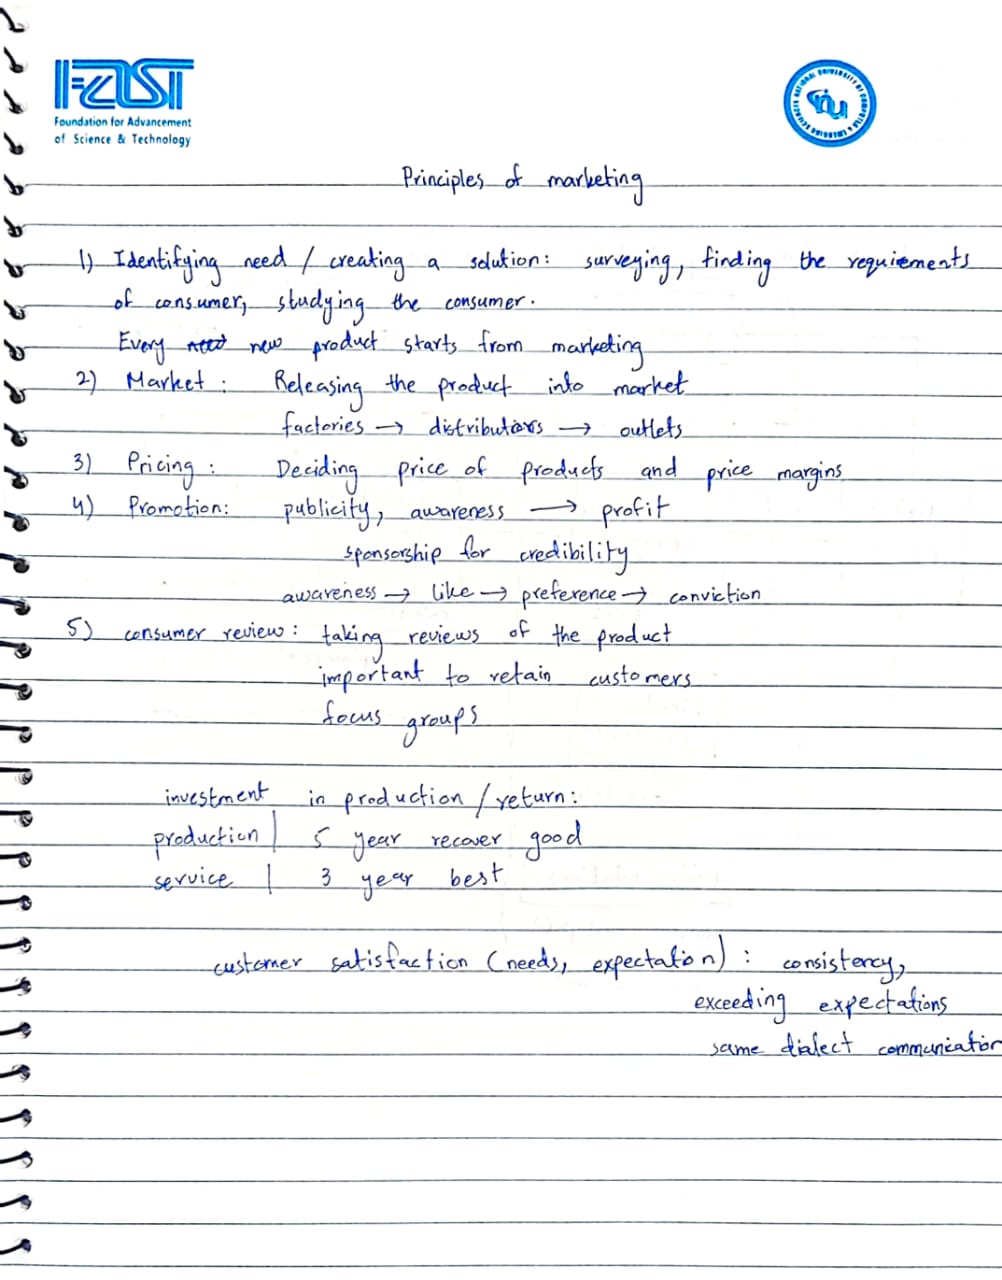 FAST
Foundation for Advancement
of Science & Technology
NU
Principles of marketing
1) Identifying need / creating a solution: surveying, finding the requirements
of consumer, studying the consumer.
Every need new product starts from marketing
2) Market: Releasing the product into market
factories → distributors → outlets
3) Pricing: Deciding price of products and price margins
4) Promotion: publicity, awareness → profit
sponsorship for credibility
awareness → like → preference → conviction
5) consumer review: taking reviews of the product
important to retain customers
focus groups
investment in production / return:
production | 5 year recover good
service | 3 year best
customer satisfaction (needs, expectation): consistency,
exceeding expectations
same dialect communication